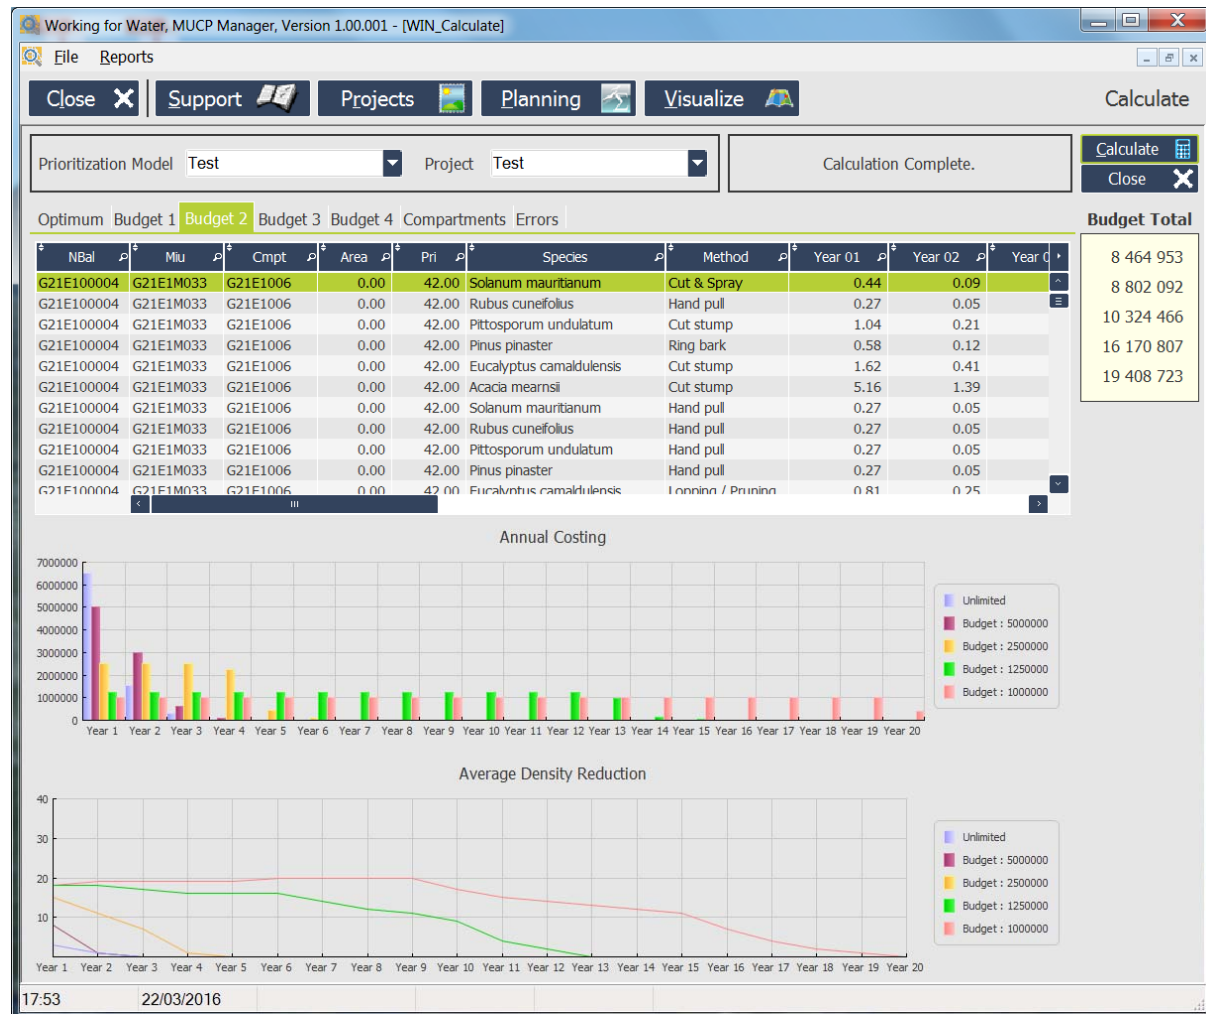 Working for Water, MUCP Manager, Version 1.00.001 - [WIN_Calculate]
File Reports
Close Support Projects Planning Visualize Calculate
Prioritization Model Test Project Test Calculation Complete. Calculate
Close
Optimum Budget 1 Budget 2 Budget 3 Budget 4 Compartments Errors Budget Total
NBal Miu Cmpt Area Pri Species Method Year 01 Year 02 Year
G21E100004 G21E1M033 G21E1006 0.00 42.00 Solanum mauritianum Cut & Spray 0.44 0.09
G21E100004 G21E1M033 G21E1006 0.00 42.00 Rubus cuneifolius Hand pull 0.27 0.05
G21E100004 G21E1M033 G21E1006 0.00 42.00 Pittosporum undulatum Cut stump 1.04 0.21
G21E100004 G21E1M033 G21E1006 0.00 42.00 Pinus pinaster Ring bark 0.58 0.12
G21E100004 G21E1M033 G21E1006 0.00 42.00 Eucalyptus camaldulensis Cut stump 1.62 0.41
G21E100004 G21E1M033 G21E1006 0.00 42.00 Acacia mearnsii Cut stump 5.16 1.39
G21E100004 G21E1M033 G21E1006 0.00 42.00 Solanum mauritianum Hand pull 0.27 0.05
G21E100004 G21E1M033 G21E1006 0.00 42.00 Rubus cuneifolius Hand pull 0.27 0.05
G21E100004 G21E1M033 G21E1006 0.00 42.00 Pittosporum undulatum Hand pull 0.27 0.05
G21E100004 G21E1M033 G21E1006 0.00 42.00 Pinus pinaster Hand pull 0.27 0.05
G21E100004 G21E1M033 G21E1006 0.00 42.00 Eucalyptus camaldulensis Lopping / Pruning 0.81 0.25
8 464 953
8 802 092
10 324 466
16 170 807
19 408 723
Annual Costing
7000000
6000000
5000000
4000000
3000000
2000000
1000000
0
Year 1 Year 2 Year 3 Year 4 Year 5 Year 6 Year 7 Year 8 Year 9 Year 10 Year 11 Year 12 Year 13 Year 14 Year 15 Year 16 Year 17 Year 18 Year 19 Year 20
Unlimited
Budget : 5000000
Budget : 2500000
Budget : 1250000
Budget : 1000000
Average Density Reduction
40
30
20
10
Year 1 Year 2 Year 3 Year 4 Year 5 Year 6 Year 7 Year 8 Year 9 Year 10 Year 11 Year 12 Year 13 Year 14 Year 15 Year 16 Year 17 Year 18 Year 19 Year 20
Unlimited
Budget : 5000000
Budget : 2500000
Budget : 1250000
Budget : 1000000
17:53 22/03/2016